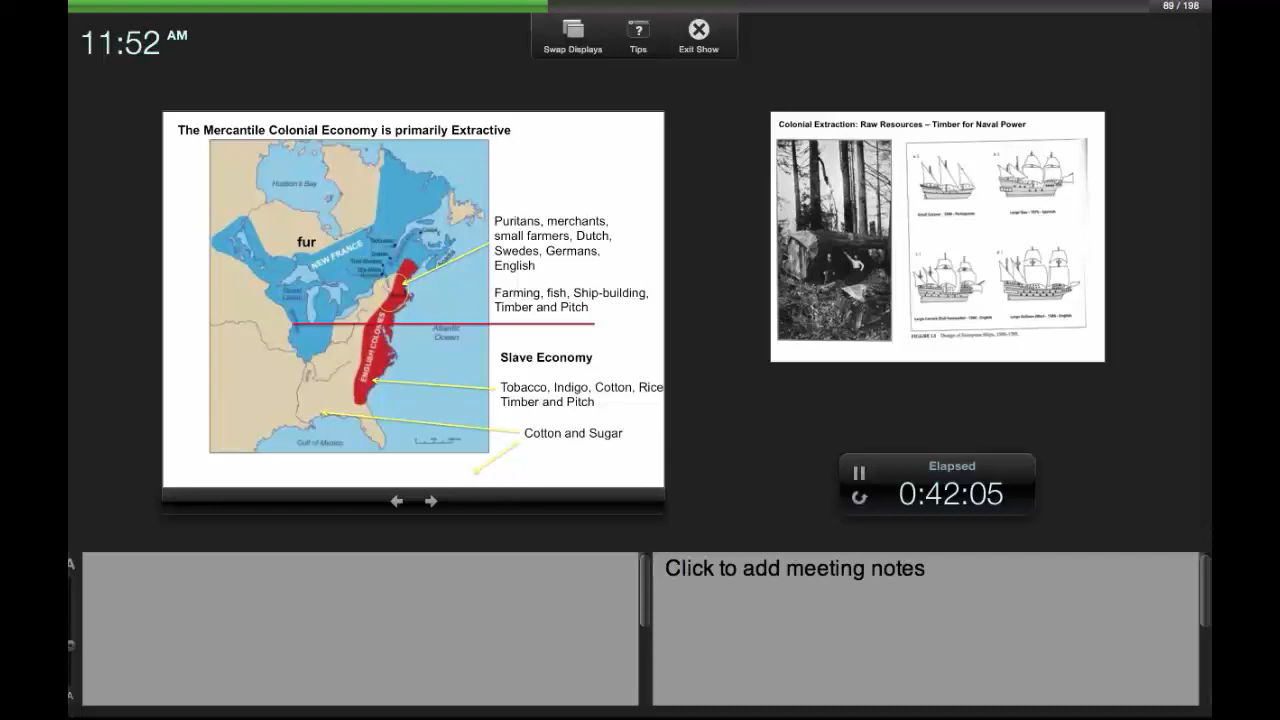 89 / 198
11:52 AM
Swap Displays
Tips
Exit Show
The Mercantile Colonial Economy is primarily Extractive
Hudson's Bay
fur
NEW FRANCE
Great Lakes
ENGLISH COLONIES
Atlantic
Ocean
Gulf of Mexico
Puritans, merchants,
small farmers, Dutch,
Swedes, Germans,
English
Farming, fish, Ship-building,
Timber and Pitch
Slave Economy
Tobacco, Indigo, Cotton, Rice
Timber and Pitch
Cotton and Sugar
Colonial Extraction: Raw Resources – Timber for Naval Power
Elapsed
0:42:05
Click to add meeting notes